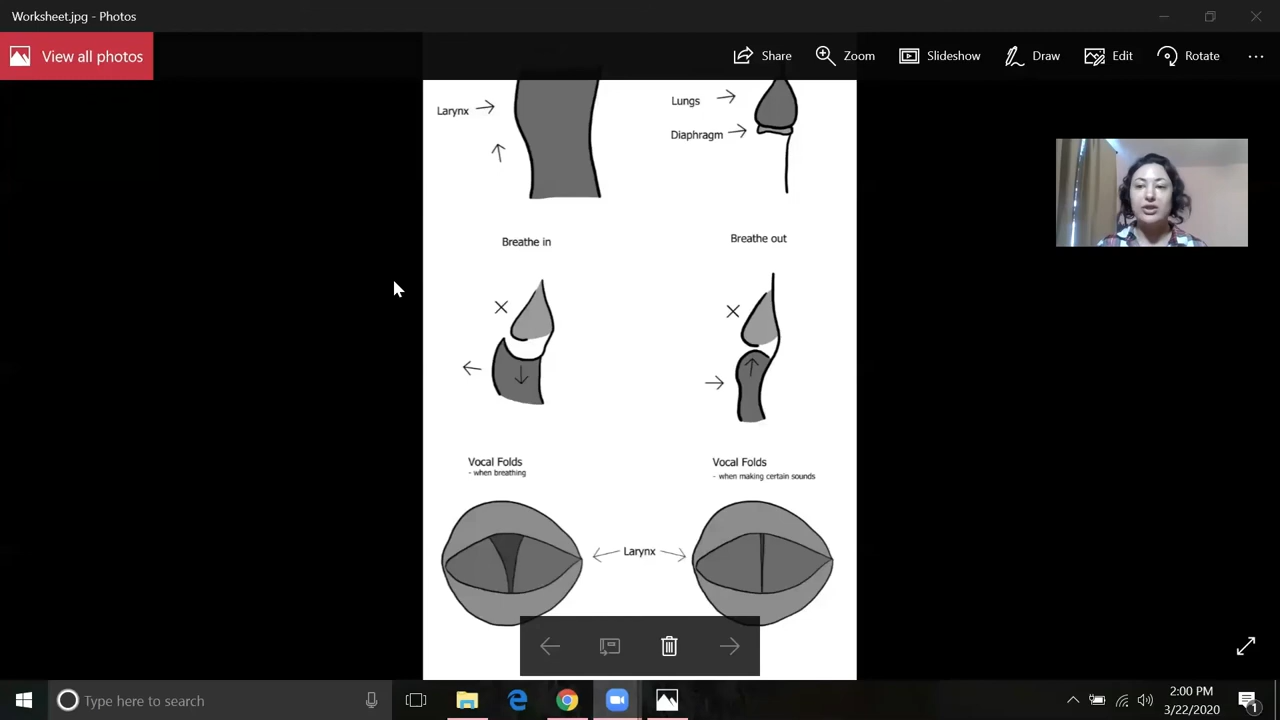 Worksheet.jpg - Photos
View all photos
Share
Zoom
Slideshow
Draw
Edit
Rotate
Larynx
Lungs
Diaphragm
Breathe in
Breathe out
Vocal Folds
- when breathing
Vocal Folds
- when making certain sounds
Larynx
Type here to search
2:00 PM
3/22/2020
1